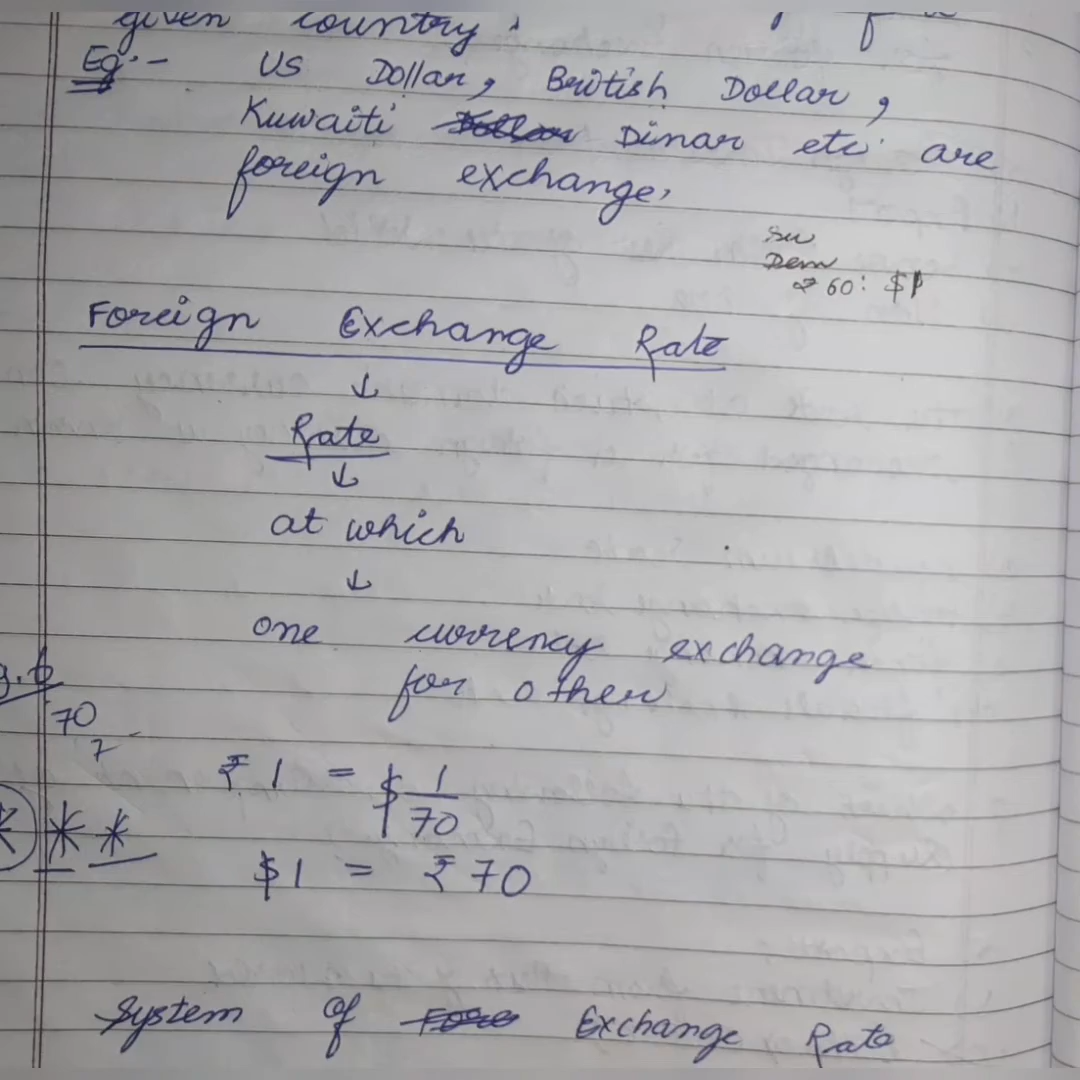 given country.
Eg:- US Dollar, British Dollar,
Kuwaiti Dinar etc are
foreign exchange.
Su
Dem
₹ 60: $1
Foreign Exchange Rate
↓
Rate
↓
at which
↓
one currency exchange
for other
g.b
70
7
₹ 1 = $ 1/70
$1 = ₹ 70
System Of Exchange Rate